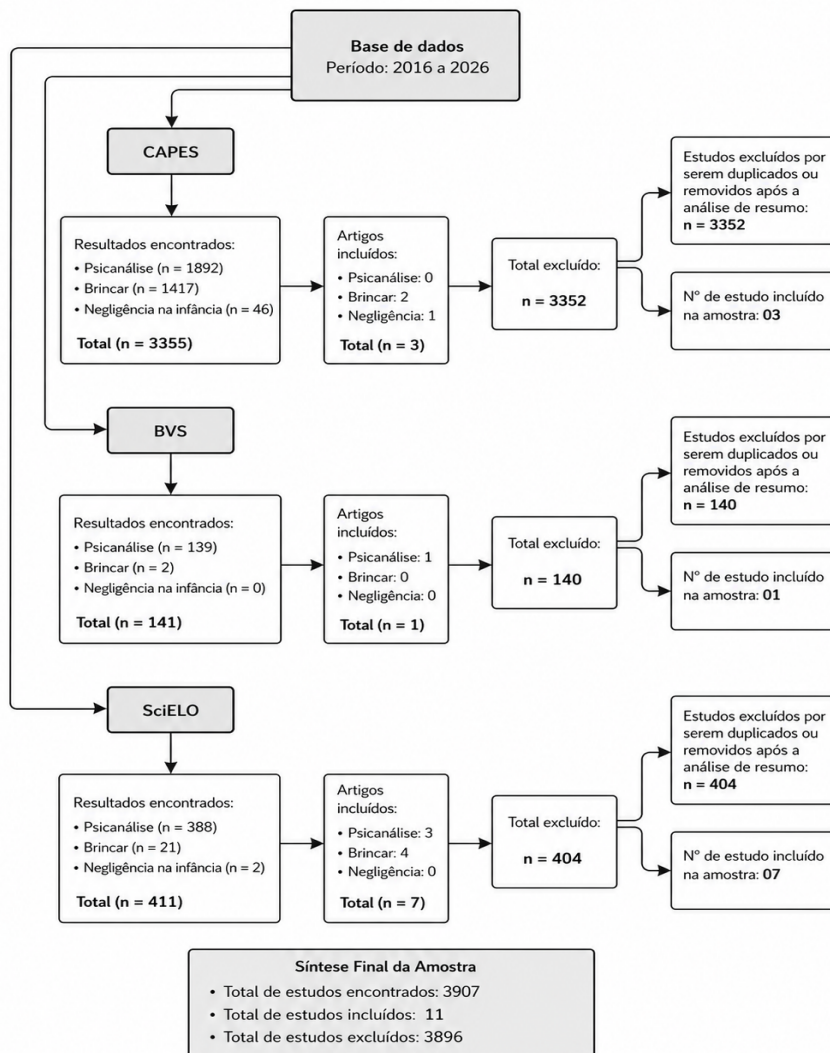 Base de dados
Período: 2016 a 2026
CAPES
Resultados encontrados:
• Psicanálise (n = 1892)
• Brincar (n = 1417)
• Negligência na infância (n = 46)
Total (n = 3355)
Artigos
incluídos:
• Psicanálise: 0
• Brincar: 2
• Negligência: 1
Total (n = 3)
Total excluído:
n = 3352
Estudos excluídos por
serem duplicados ou
removidos após a
análise de resumo:
n = 3352
Nº de estudo incluído
na amostra: 03
BVS
Resultados encontrados:
• Psicanálise (n = 139)
• Brincar (n = 2)
• Negligência na infância (n = 0)
Total (n = 141)
Artigos
incluídos:
• Psicanálise: 1
• Brincar: 0
• Negligência: 0
Total (n = 1)
Total excluído:
n = 140
Estudos excluídos por
serem duplicados ou
removidos após a
análise de resumo:
n = 140
Nº de estudo incluído
na amostra: 01
SciELO
Resultados encontrados:
• Psicanálise (n = 388)
• Brincar (n = 21)
• Negligência na infância (n = 2)
Total (n = 411)
Artigos
incluídos:
• Psicanálise: 3
• Brincar: 4
• Negligência: 0
Total (n = 7)
Total excluído:
n = 404
Estudos excluídos por
serem duplicados ou
removidos após a
análise de resumo:
n = 404
Nº de estudo incluído
na amostra: 07
Síntese Final da Amostra
• Total de estudos encontrados: 3907
• Total de estudos incluídos: 11
• Total de estudos excluídos: 3896